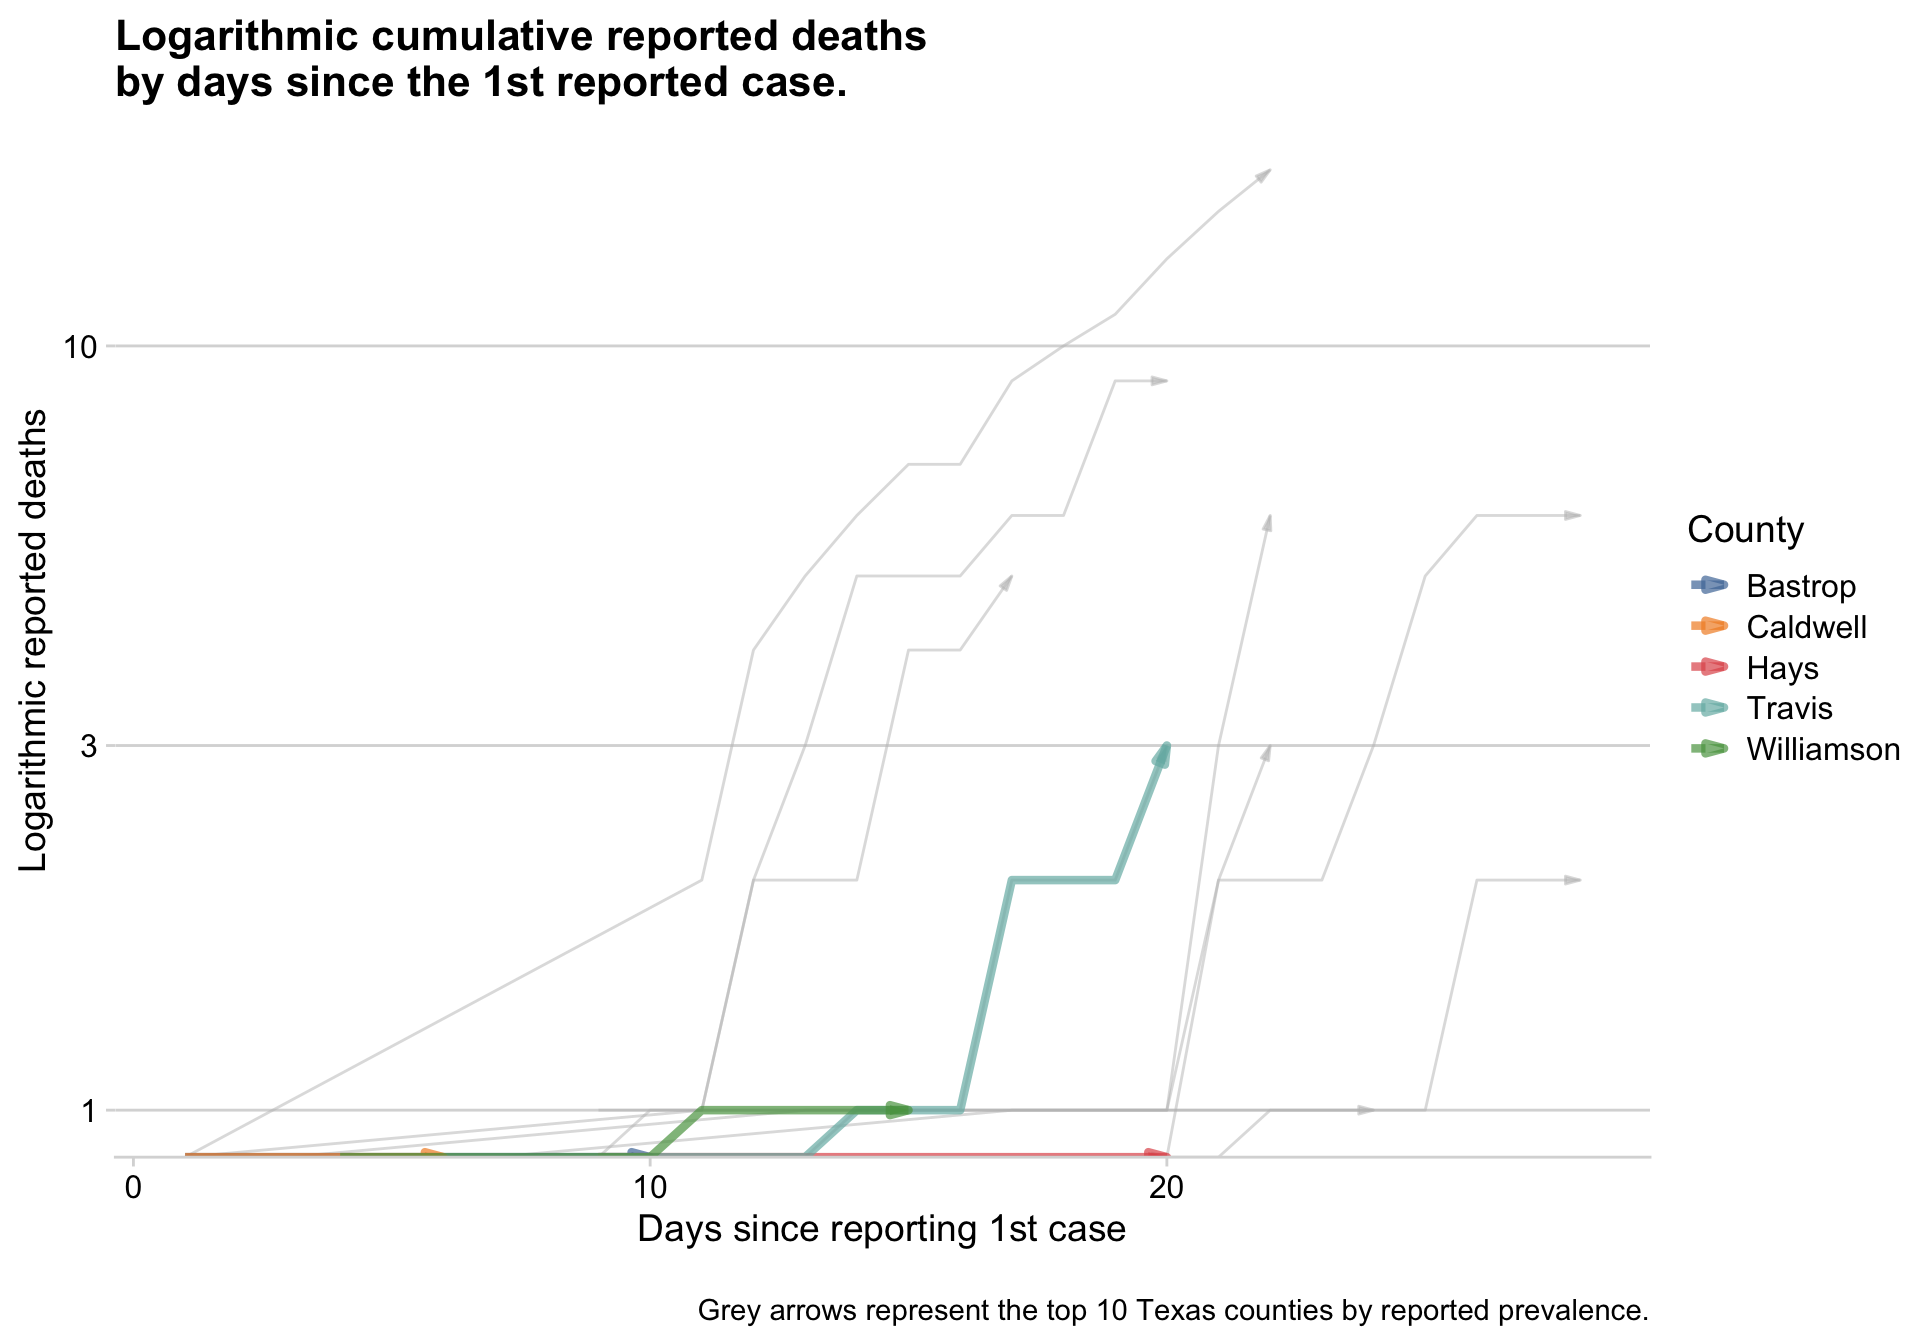 Logarithmic cumulative reported deaths
by days since the 1st reported case.
Logarithmic reported deaths
10
3
1
0
10
20
Days since reporting 1st case
County
Bastrop
Caldwell
Hays
Travis
Williamson
Grey arrows represent the top 10 Texas counties by reported prevalence.